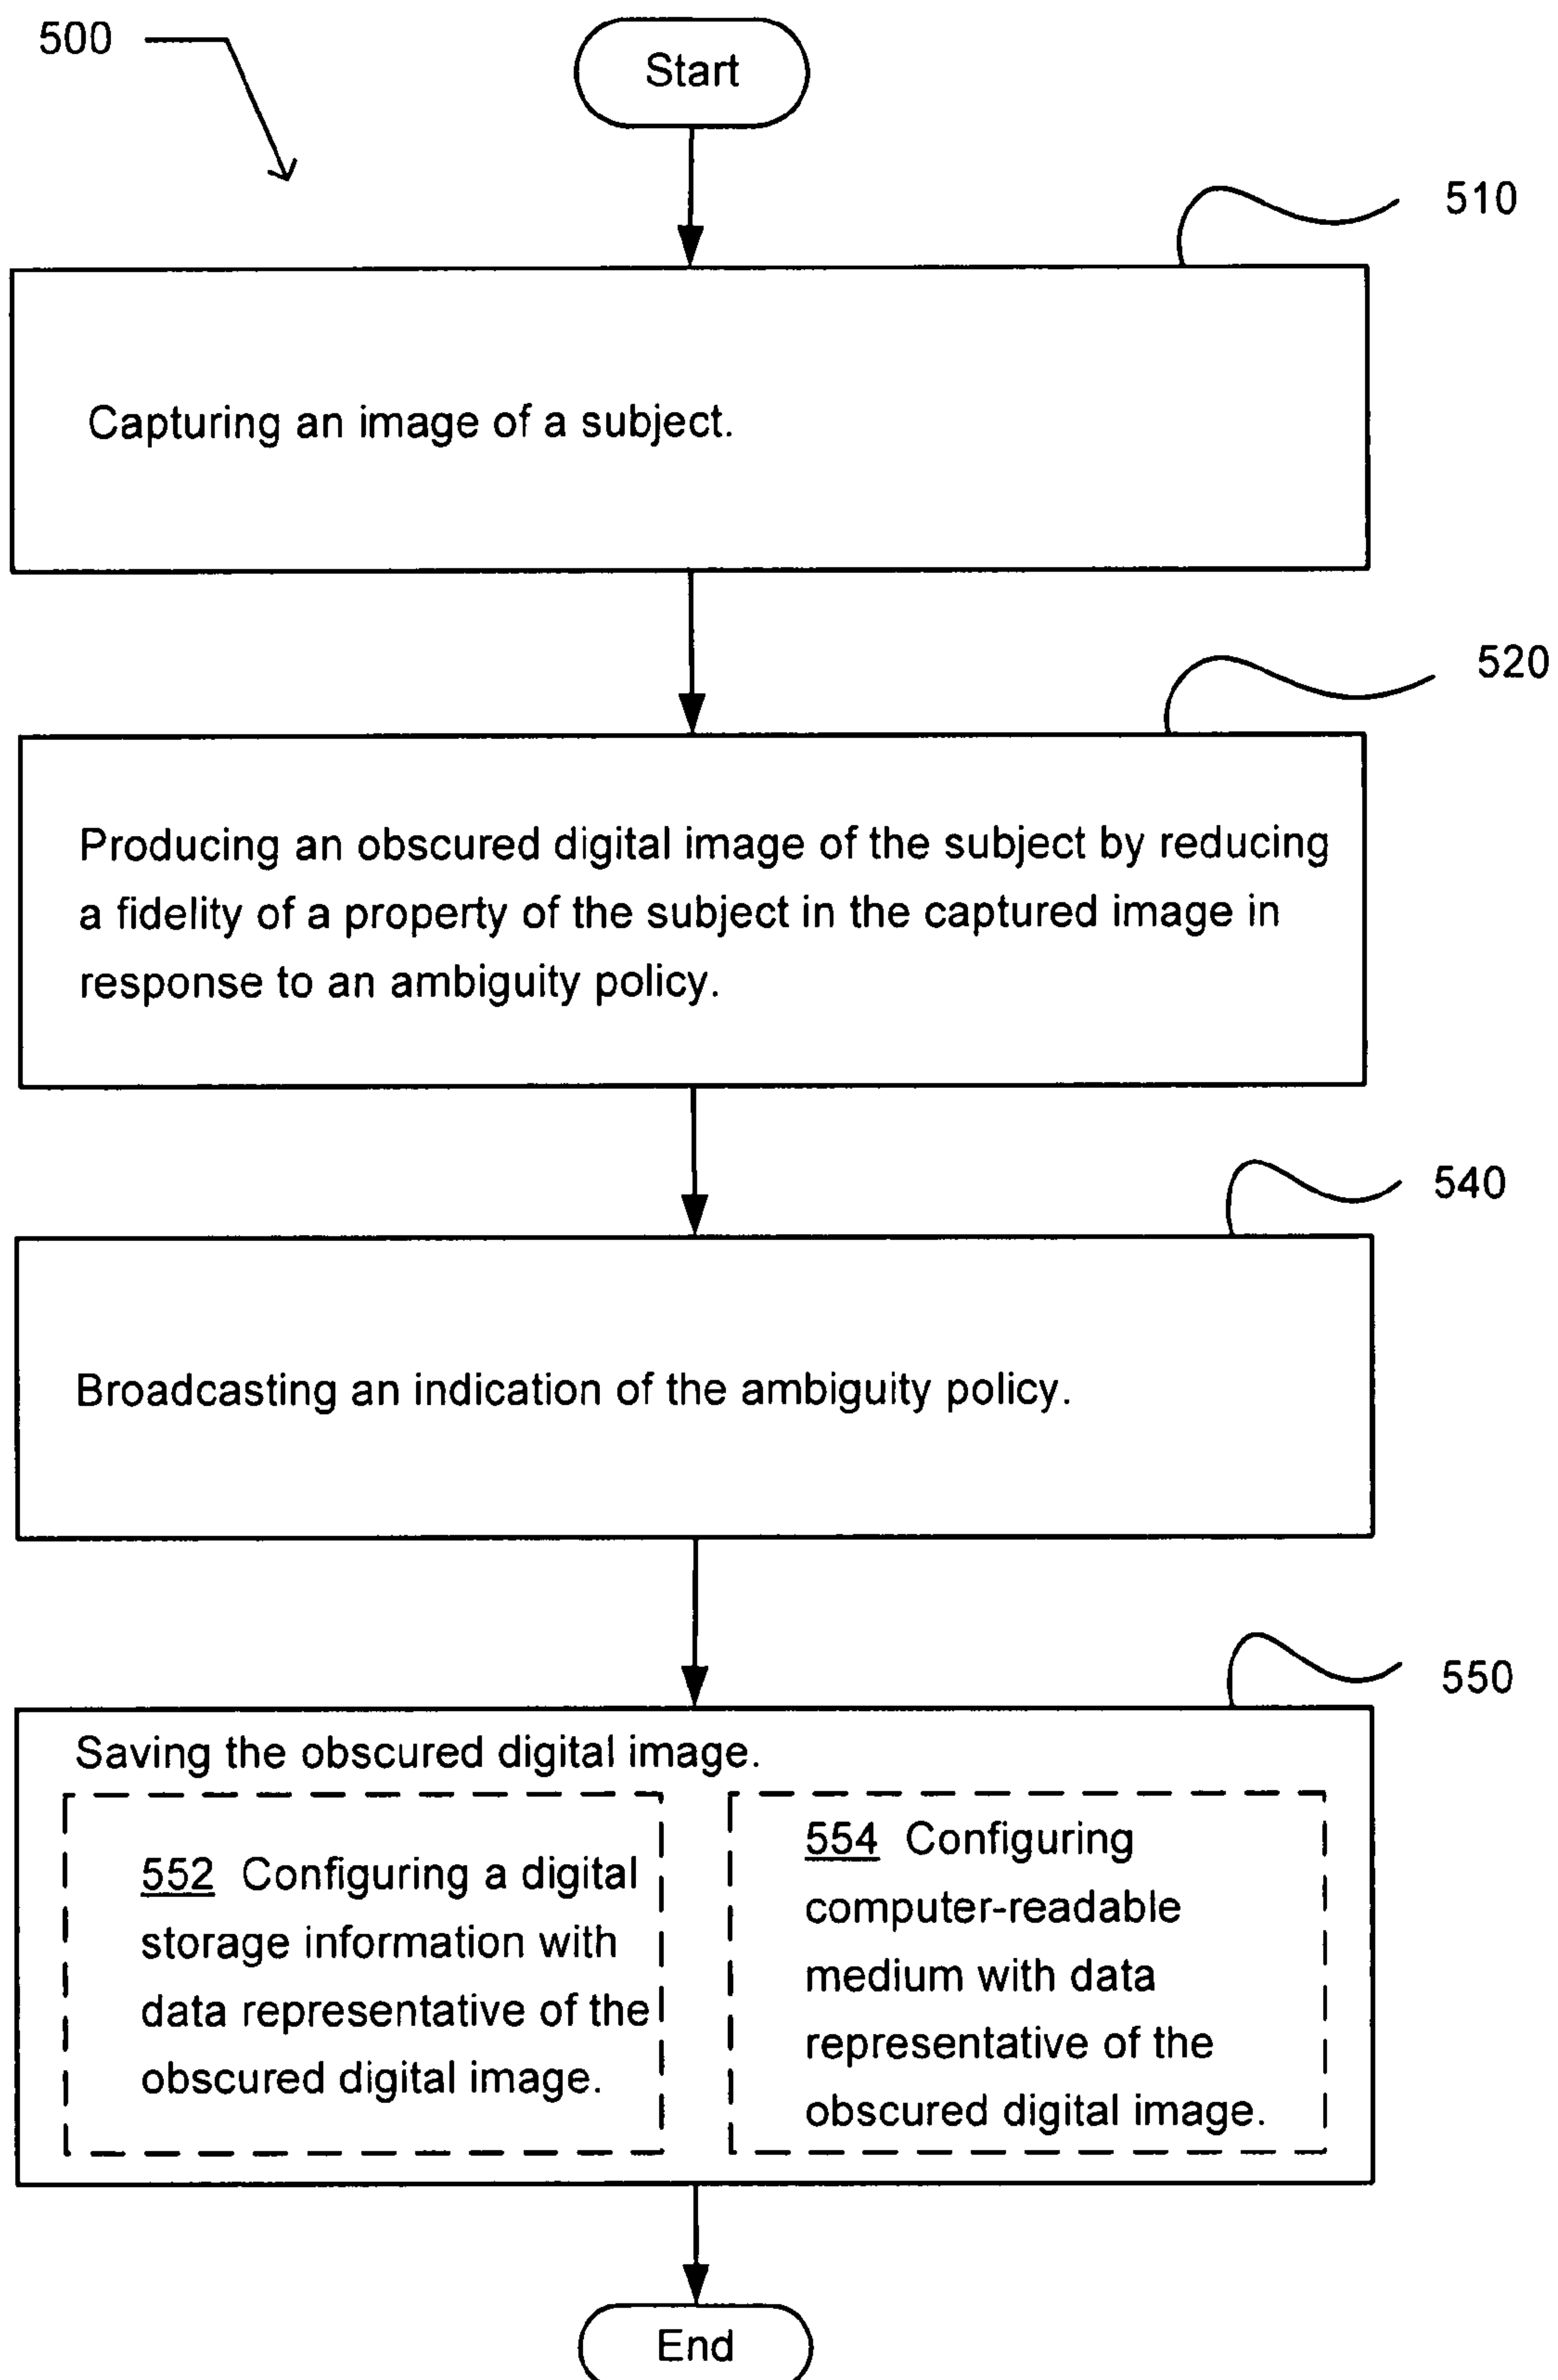 500
Start
510
Capturing an image of a subject.
520
Producing an obscured digital image of the subject by reducing
a fidelity of a property of the subject in the captured image in
response to an ambiguity policy.
540
Broadcasting an indication of the ambiguity policy.
550
Saving the obscured digital image.
552 Configuring a digital
storage information with
data representative of the
obscured digital image.
554 Configuring
computer-readable
medium with data
representative of the
obscured digital image.
End